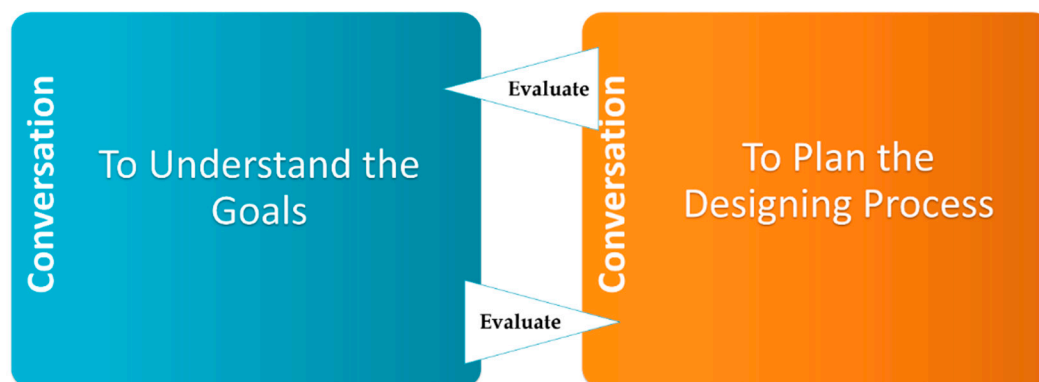 Conversation
To Understand the
Goals
Evaluate
Evaluate
Conversation
To Plan the
Designing Process